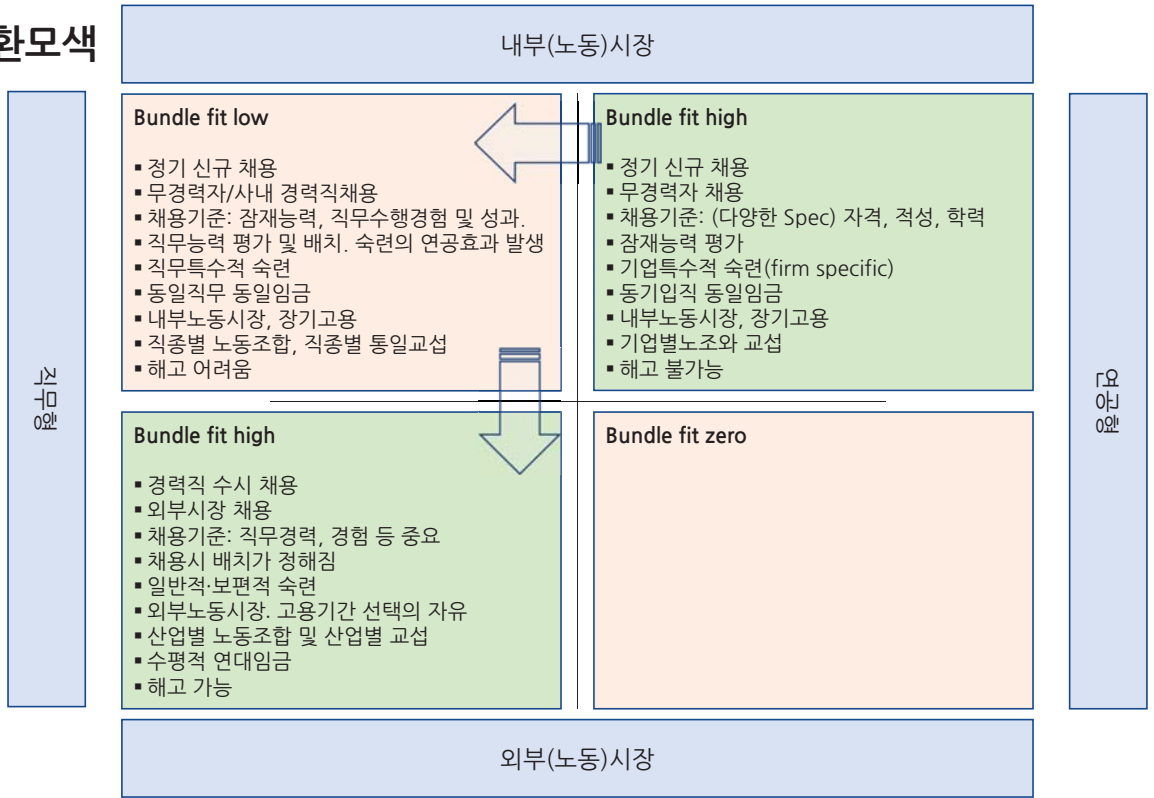 환모색
내부(노동)시장
직무형
Bundle fit low
▪ 정기 신규 채용
▪ 무경력자/사내 경력직채용
▪ 채용기준: 잠재능력, 직무수행경험 및 성과.
▪ 직무능력 평가 및 배치. 숙련의 연공효과 발생
▪ 직무특수적 숙련
▪ 동일직무 동일임금
▪ 내부노동시장, 장기고용
▪ 직종별 노동조합, 직종별 통일교섭
▪ 해고 어려움
Bundle fit high
▪ 정기 신규 채용
▪ 무경력자 채용
▪ 채용기준: (다양한 Spec) 자격, 적성, 학력
▪ 잠재능력 평가
▪ 기업특수적 숙련(firm specific)
▪ 동기입직 동일임금
▪ 내부노동시장, 장기고용
▪ 기업별노조와 교섭
▪ 해고 불가능
연공형
Bundle fit high
▪ 경력직 수시 채용
▪ 외부시장 채용
▪ 채용기준: 직무경력, 경험 등 중요
▪ 채용시 배치가 정해짐
▪ 일반적·보편적 숙련
▪ 외부노동시장. 고용기간 선택의 자유
▪ 산업별 노동조합 및 산업별 교섭
▪ 수평적 연대임금
▪ 해고 가능
Bundle fit zero
외부(노동)시장